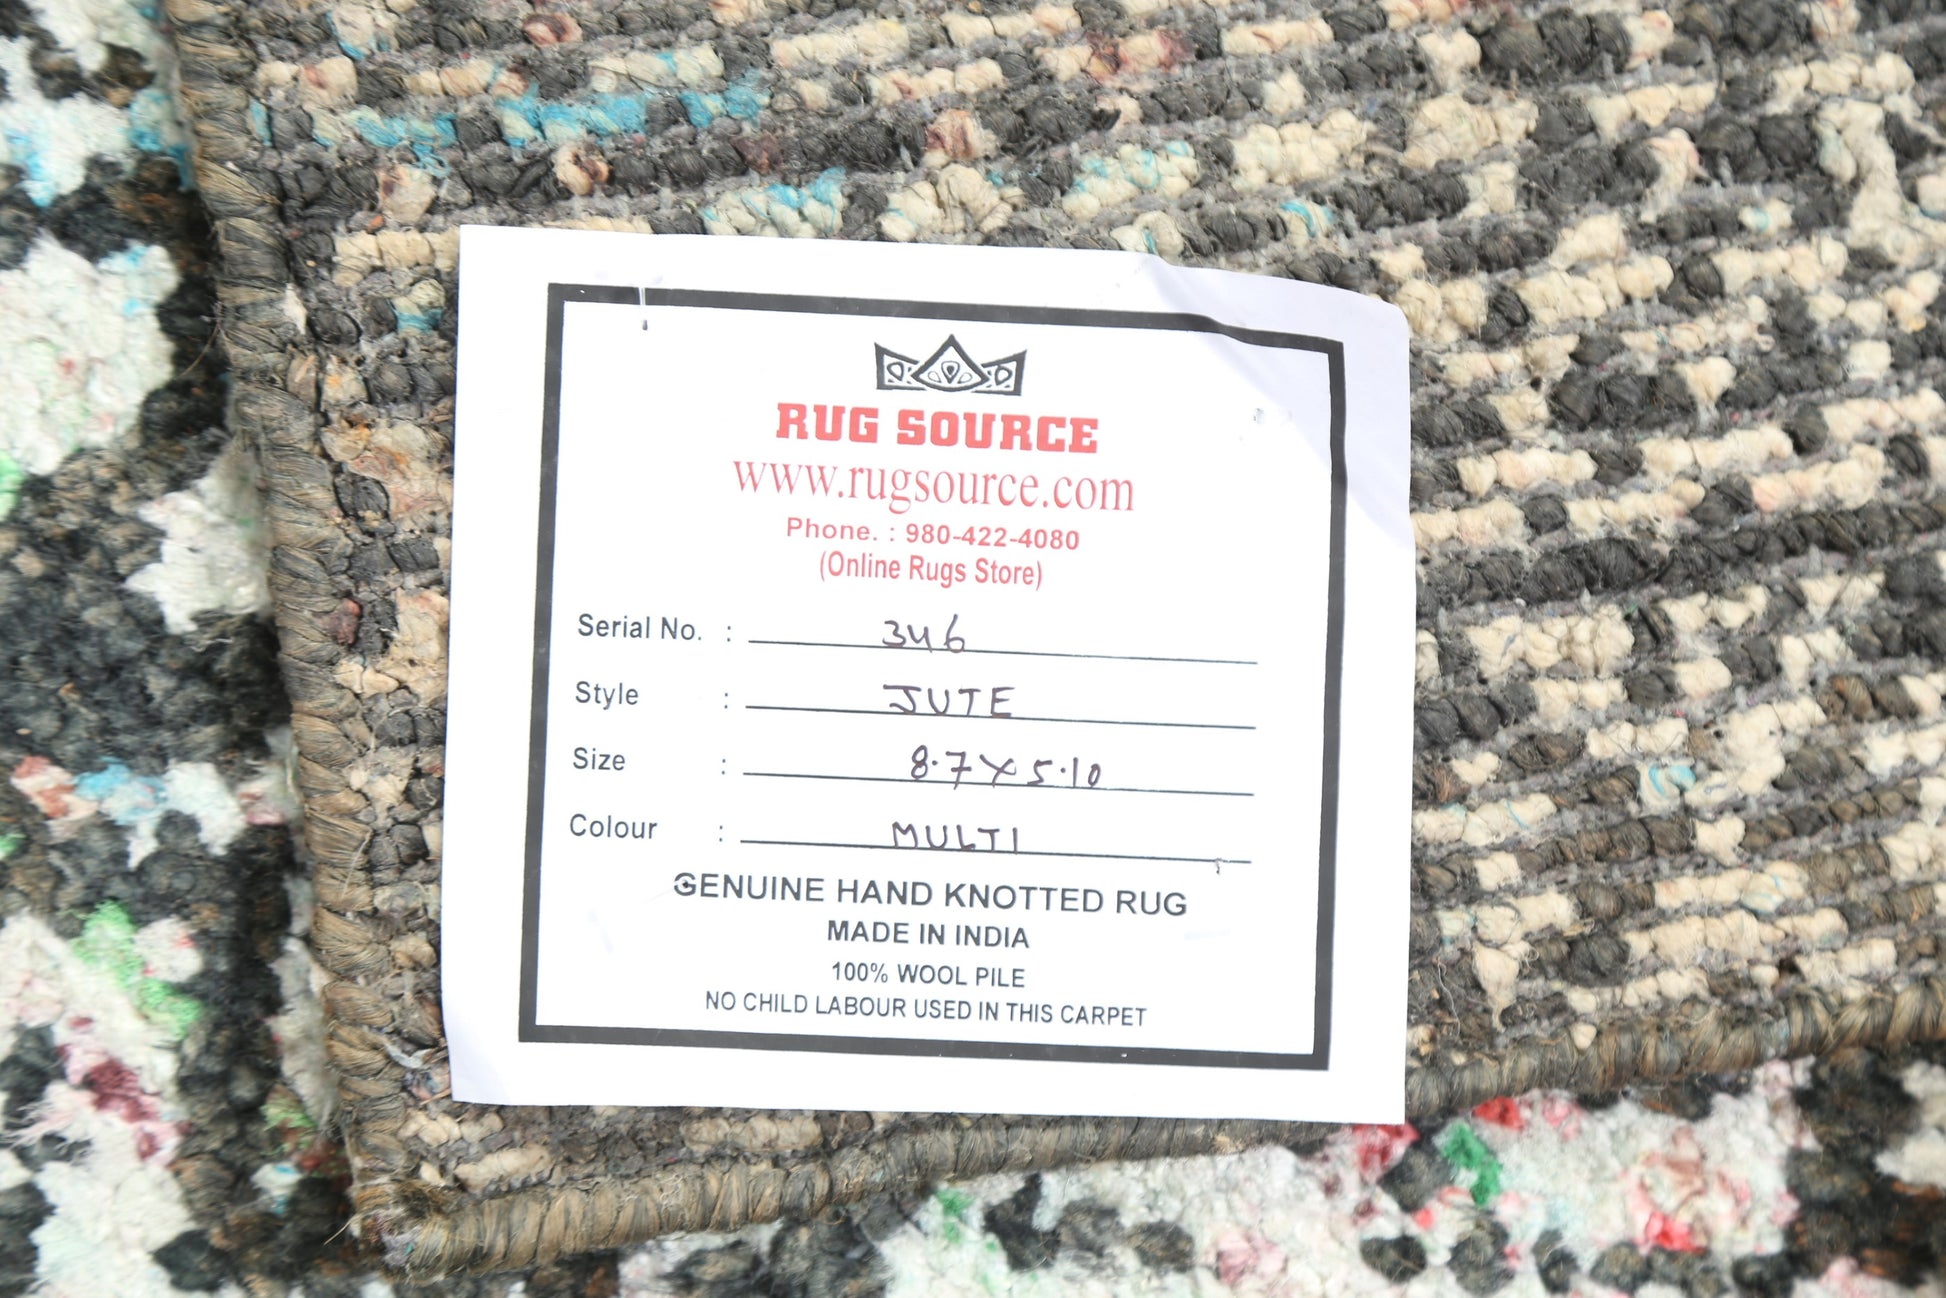 RUG SOURCE
www.rugsource.com
Phone. : 980-422-4080
(Online Rugs Store)
Serial No. : 346
Style : JUTE
Size : 8.7 X 5.10
Colour : MULTI
GENUINE HAND KNOTTED RUG
MADE IN INDIA
100% WOOL PILE
NO CHILD LABOUR USED IN THIS CARPET